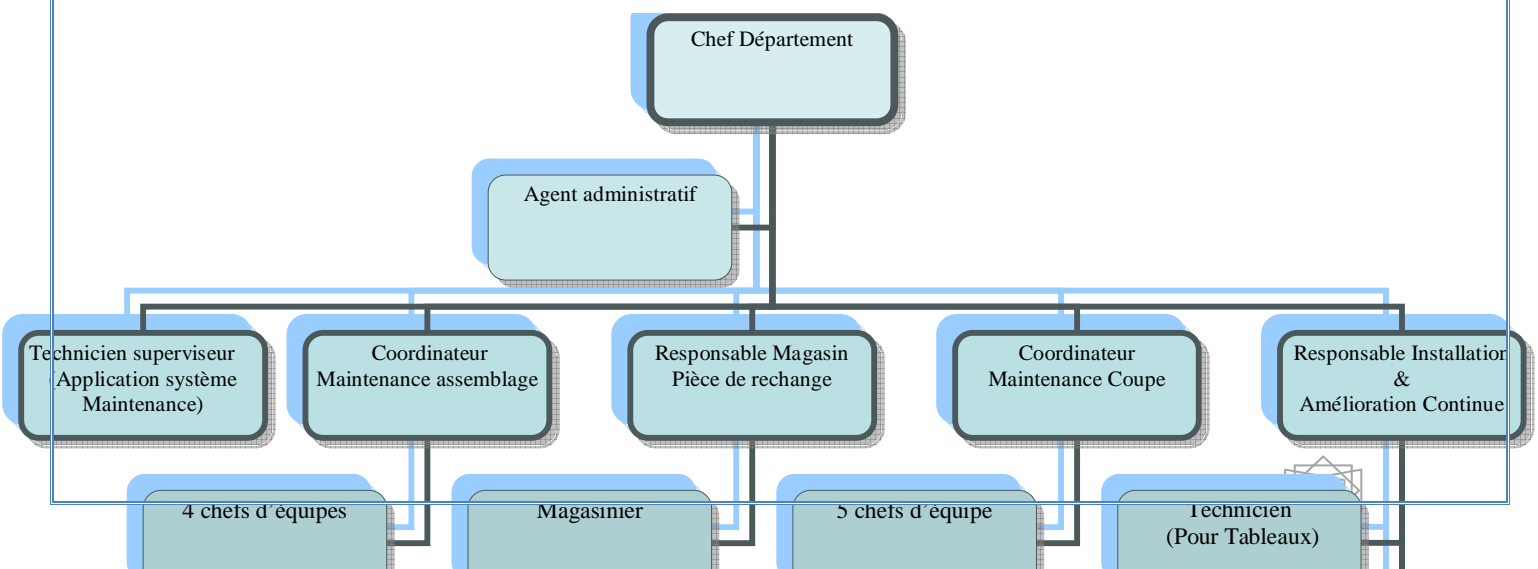 Chef Département
Agent administratif
Technicien superviseur
(Application système
Maintenance)
Coordinateur
Maintenance assemblage
Responsable Magasin
Pièce de rechange
Coordinateur
Maintenance Coupe
Responsable Installation
&
Amélioration Continue
4 chefs d’équipes
Magasinier
5 chefs d’équipe
Technicien
(Pour Tableaux)